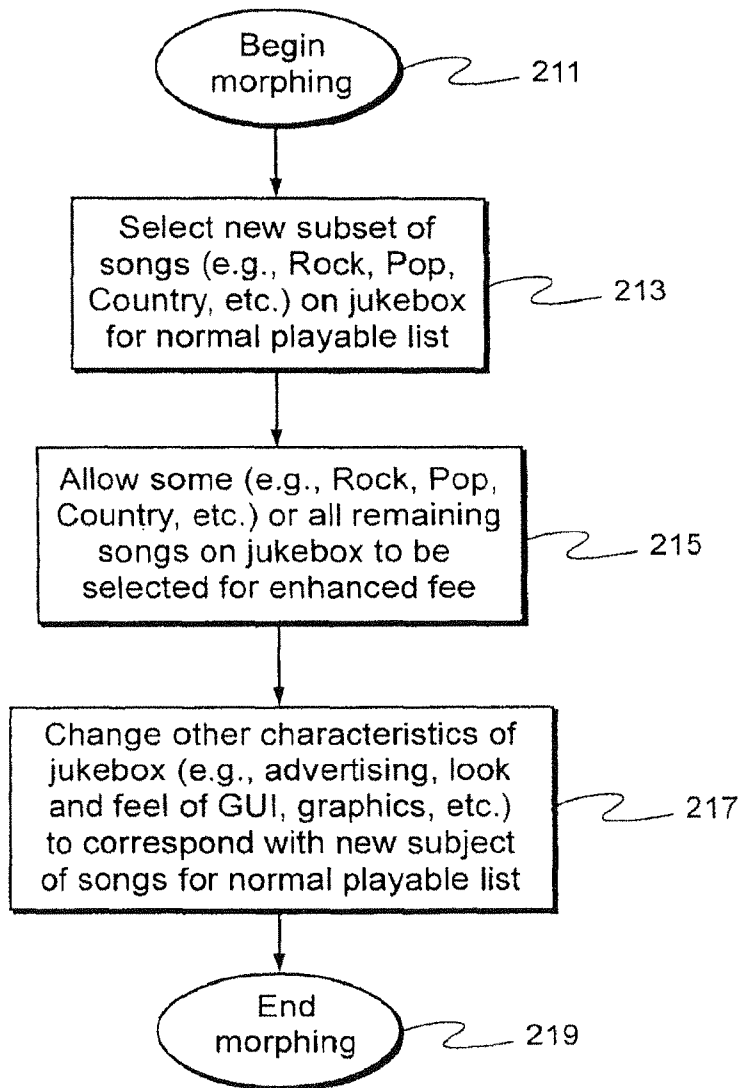 Begin
morphing
211
Select new subset of
songs (e.g., Rock, Pop,
Country, etc.) on jukebox
for normal playable list
213
Allow some (e.g., Rock, Pop,
Country, etc.) or all remaining
songs on jukebox to be
selected for enhanced fee
215
Change other characteristics of
jukebox (e.g., advertising, look
and feel of GUI, graphics, etc.)
to correspond with new subject
of songs for normal playable list
217
End
morphing
219